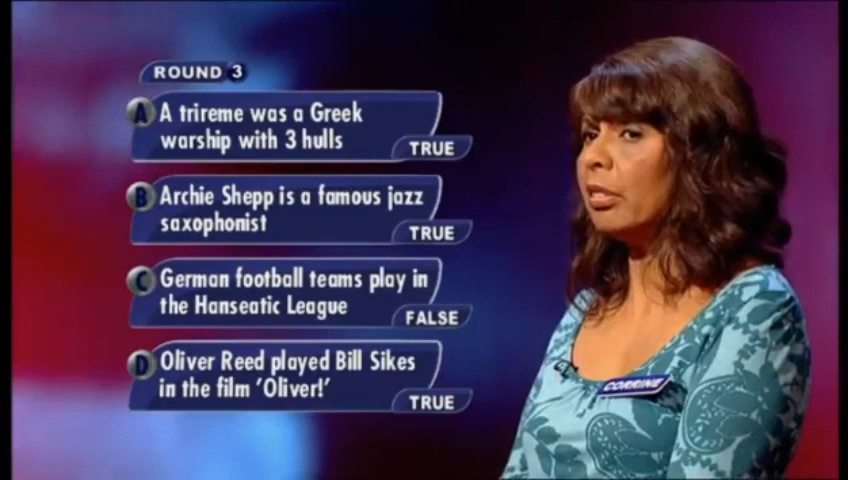 ROUND 3
A
A trireme was a Greek
warship with 3 hulls
TRUE
B
Archie Shepp is a famous jazz
saxophonist
TRUE
C
German football teams play in
the Hanseatic League
FALSE
D
Oliver Reed played Bill Sikes
in the film 'Oliver!'
TRUE
CORRINE